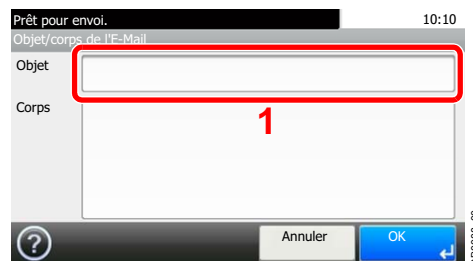 Prêt pour envoi. 10:10
Objet/corps de l'E-Mail
Objet
Corps
1
?
Annuler OK